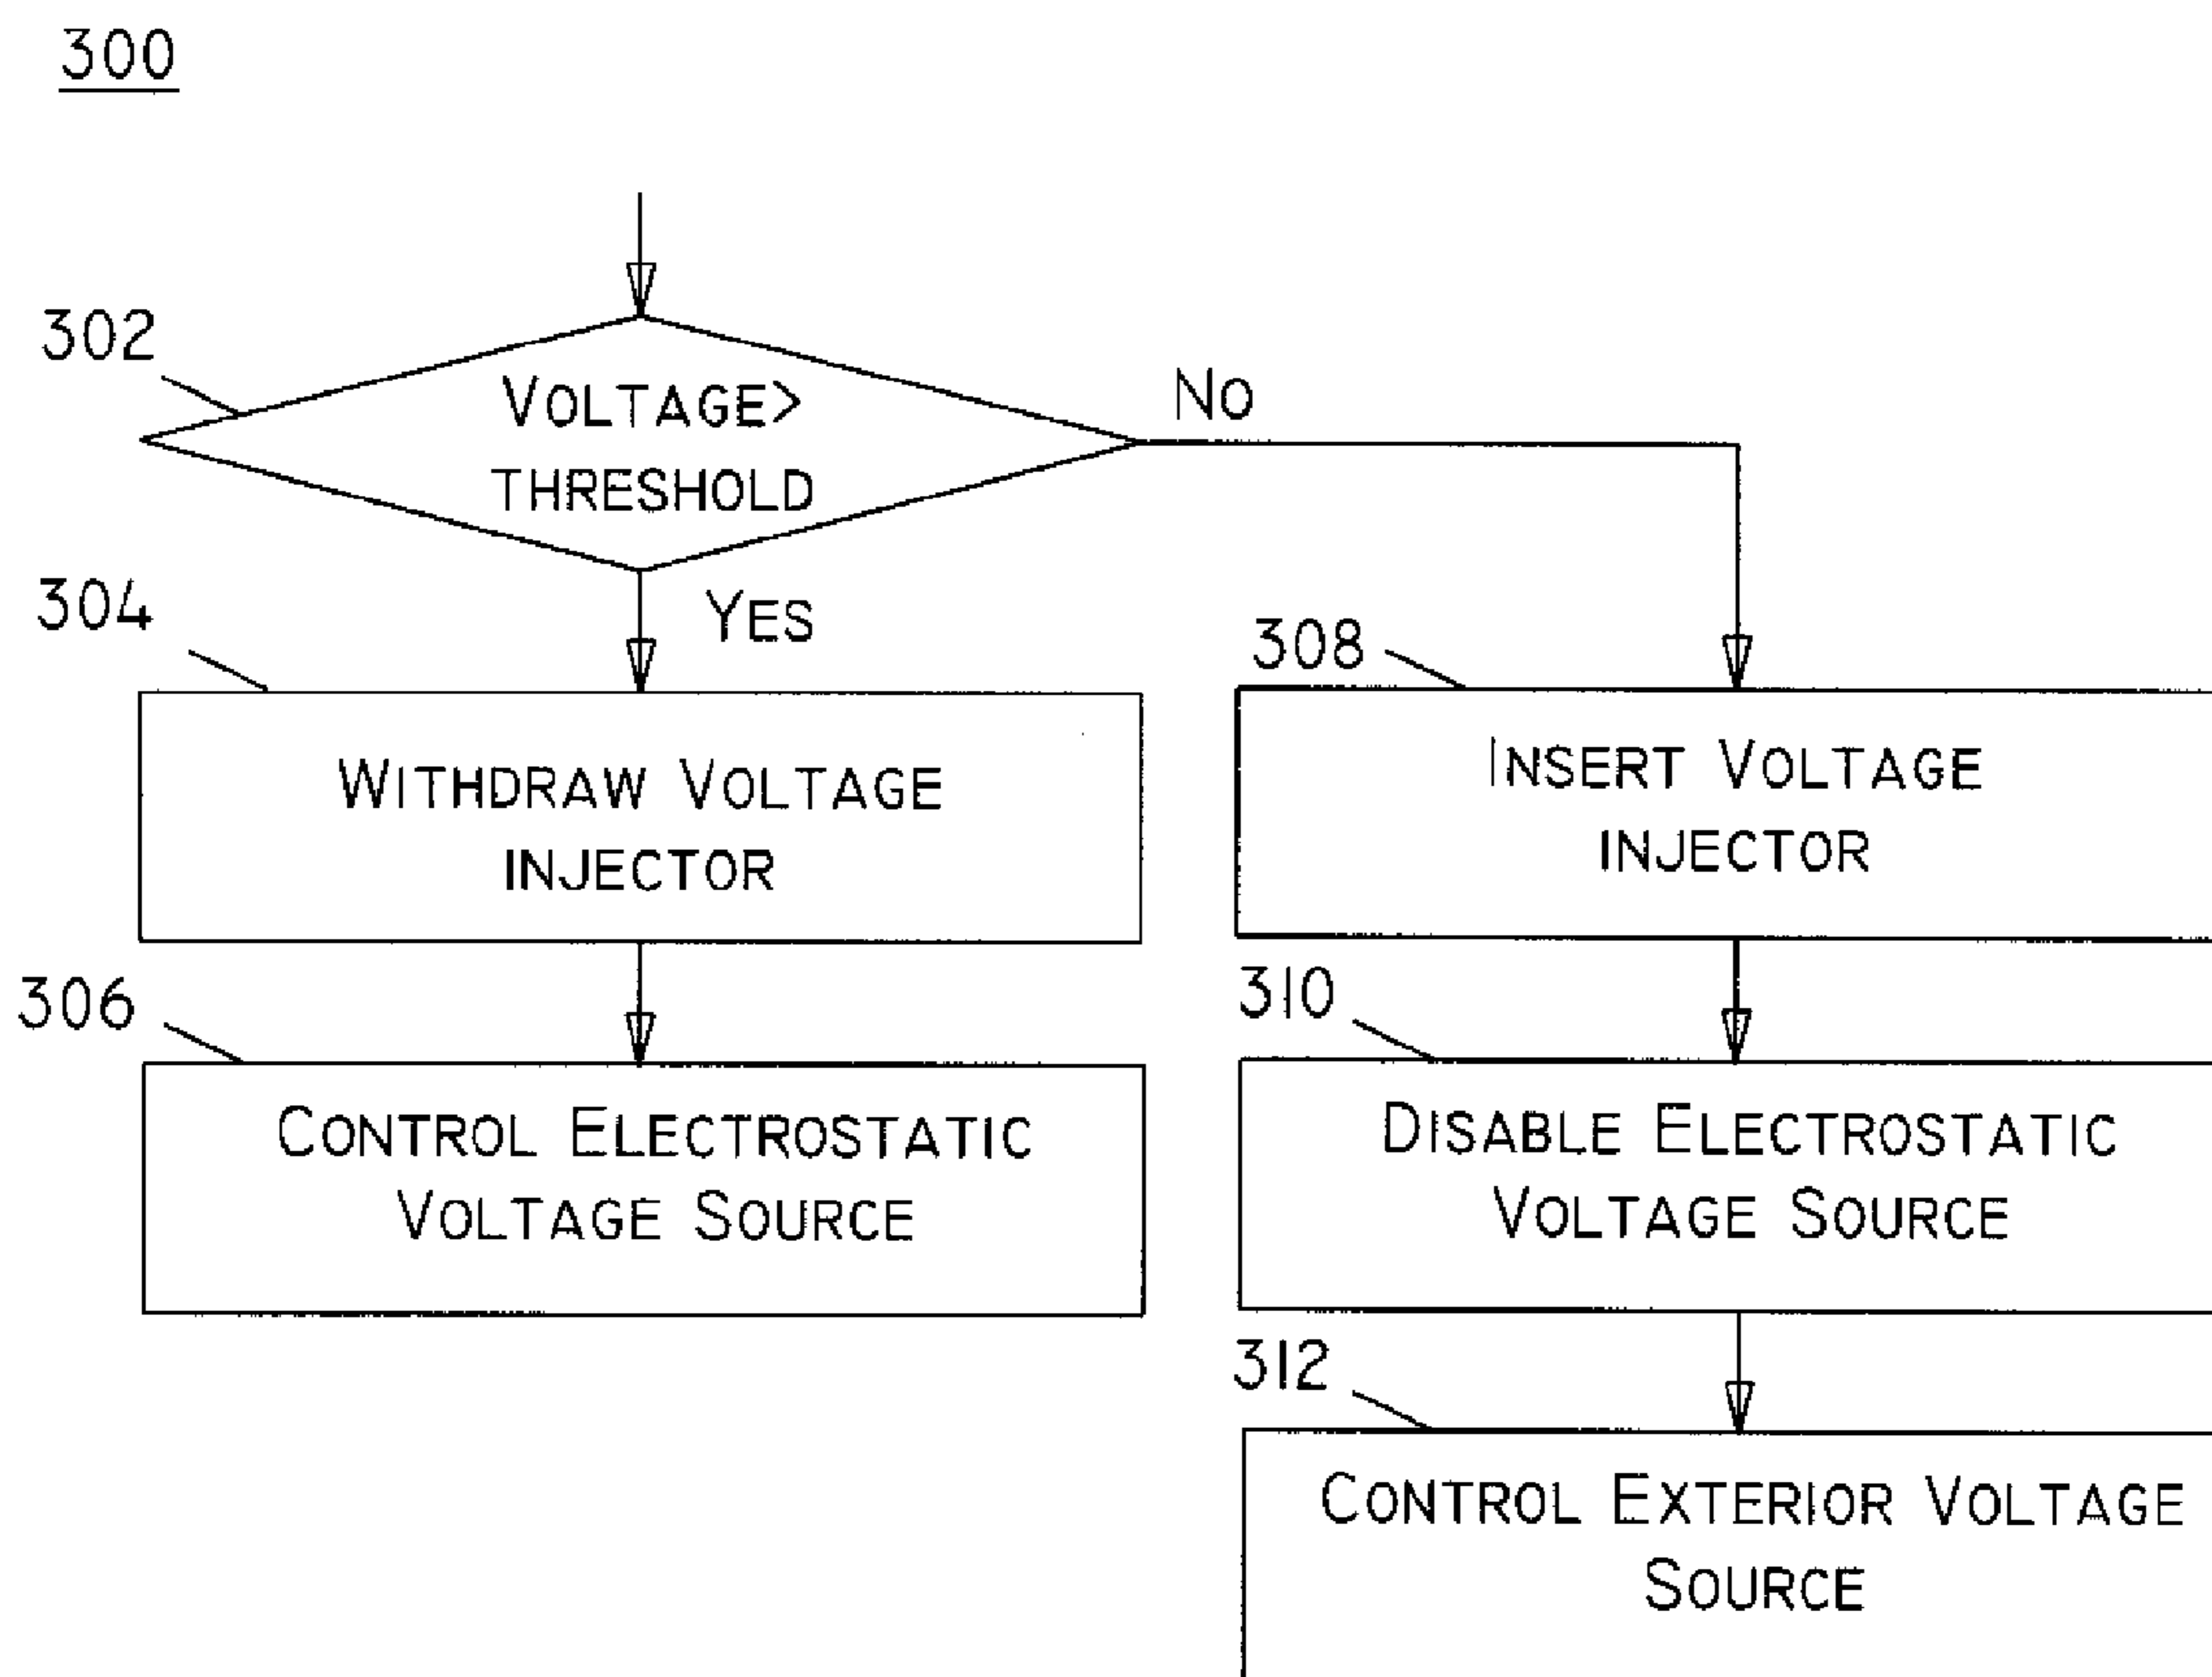 300
302
VOLTAGE>
THRESHOLD
NO
YES
304
WITHDRAW VOLTAGE
INJECTOR
306
CONTROL ELECTROSTATIC
VOLTAGE SOURCE
308
INSERT VOLTAGE
INJECTOR
310
DISABLE ELECTROSTATIC
VOLTAGE SOURCE
312
CONTROL EXTERIOR VOLTAGE
SOURCE